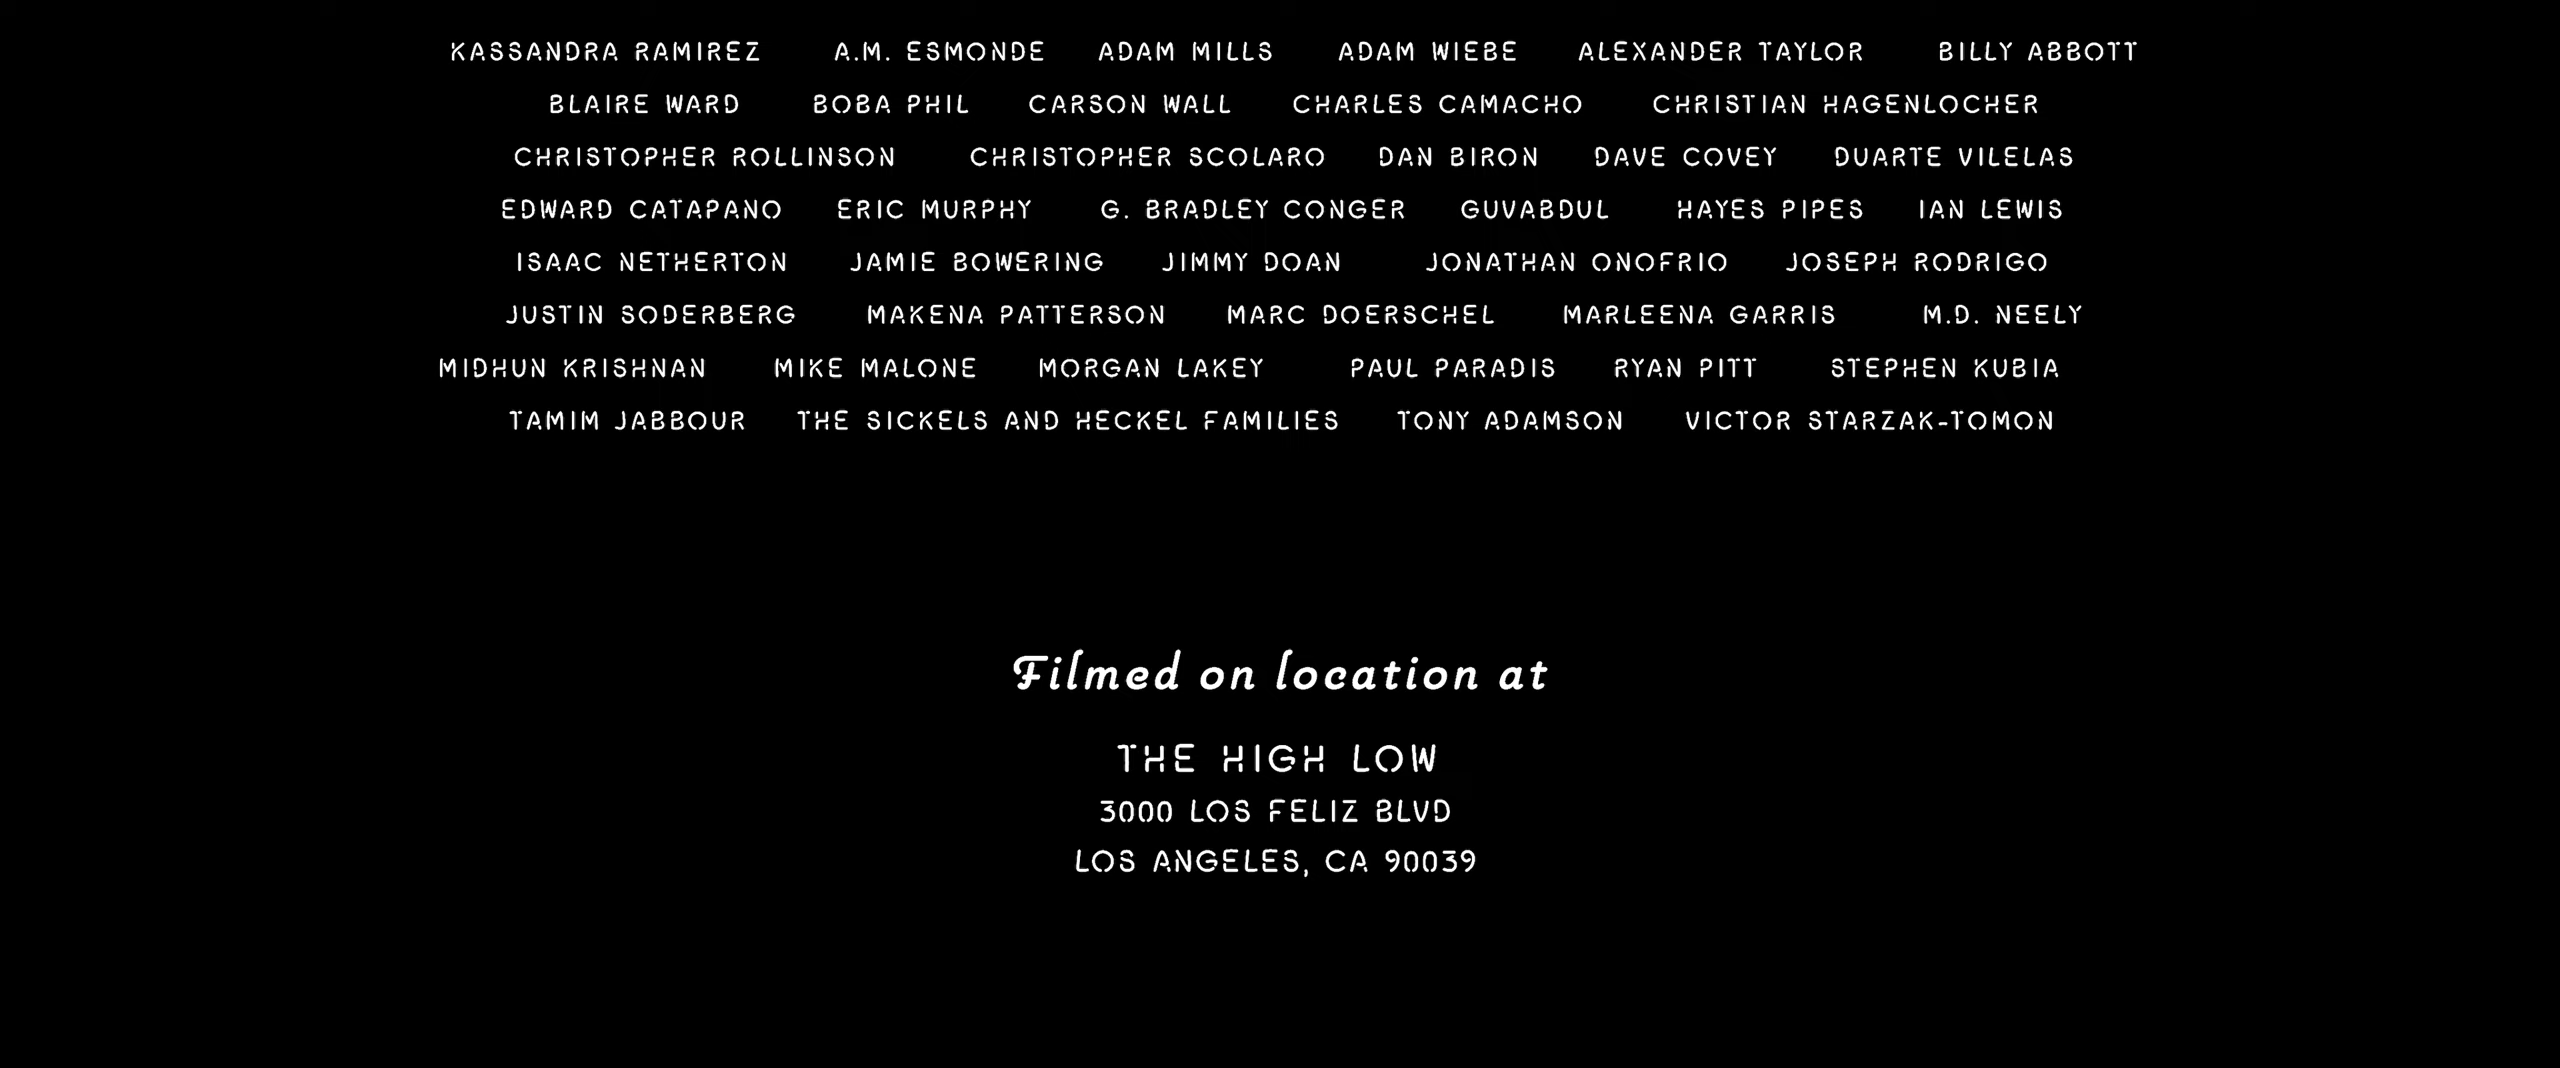 KASSANDRA RAMIREZ A.M. ESMONDE ADAM MILLS ADAM WIEBE ALEXANDER TAYLOR BILLY ABBOTT
BLAIRE WARD BOBA PHIL CARSON WALL CHARLES CAMACHO CHRISTIAN HAGENLOCHER
CHRISTOPHER ROLLINSON CHRISTOPHER SCOLARO DAN BIRON DAVE COVEY DUARTE VILELAS
EDWARD CATAPANO ERIC MURPHY G. BRADLEY CONGER GUVABDUL HAYES PIPES IAN LEWIS
ISAAC NETHERTON JAMIE BOWERING JIMMY DOAN JONATHAN ONOFRIO JOSEPH RODRIGO
JUSTIN SODERBERG MAKENA PATTERSON MARC DOERSCHEL MARLEENA GARRIS M.D. NEELY
MIDHUN KRISHNAN MIKE MALONE MORGAN LAKEY PAUL PARADIS RYAN PITT STEPHEN KUBIA
TAMIM JABBOUR THE SICKELS AND HECKEL FAMILIES TONY ADAMSON VICTOR STARZAK-TOMON
Filmed on location at
THE HIGH LOW
3000 LOS FELIZ BLVD
LOS ANGELES, CA 90039